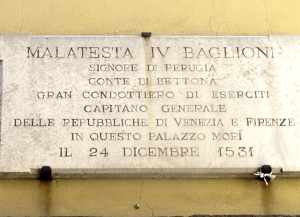 MALATESTA IV BAGLIONI
SIGNORE DI PERUGIA
CONTE DI BETTONA
GRAN CONDOTTIERO DI ESERCITI
CAPITANO GENERALE
DELLE REPUBBLICHE DI VENEZIA E FIRENZE
IN QUESTO PALAZZO MORÍ
IL 24 DICEMBRE 1531